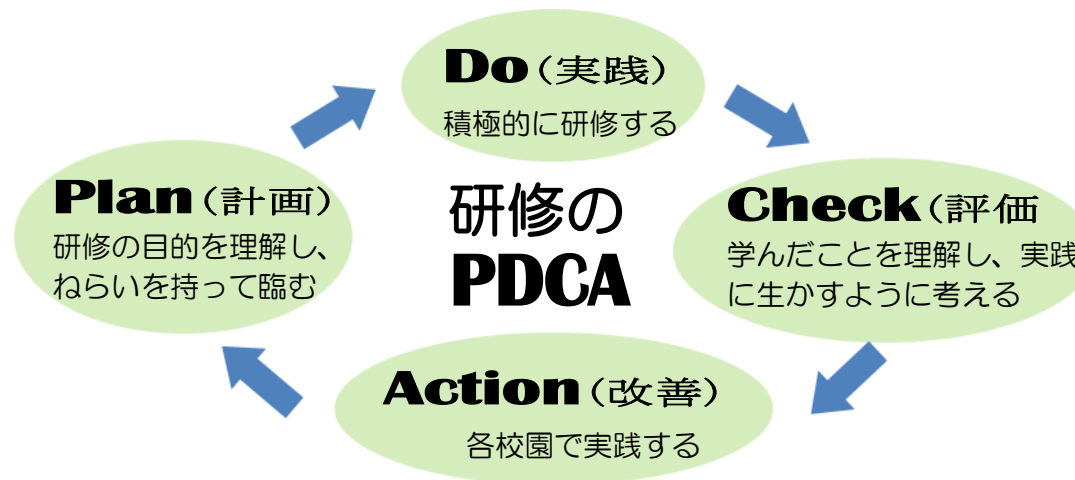 Do(実践)
積極的に研修する
Plan(計画)
研修の目的を理解し、
ねらいを持って臨む
研修の
PDCA
Check(評価
学んだことを理解し、実践
に生かすように考える
Action(改善)
各校園で実践する